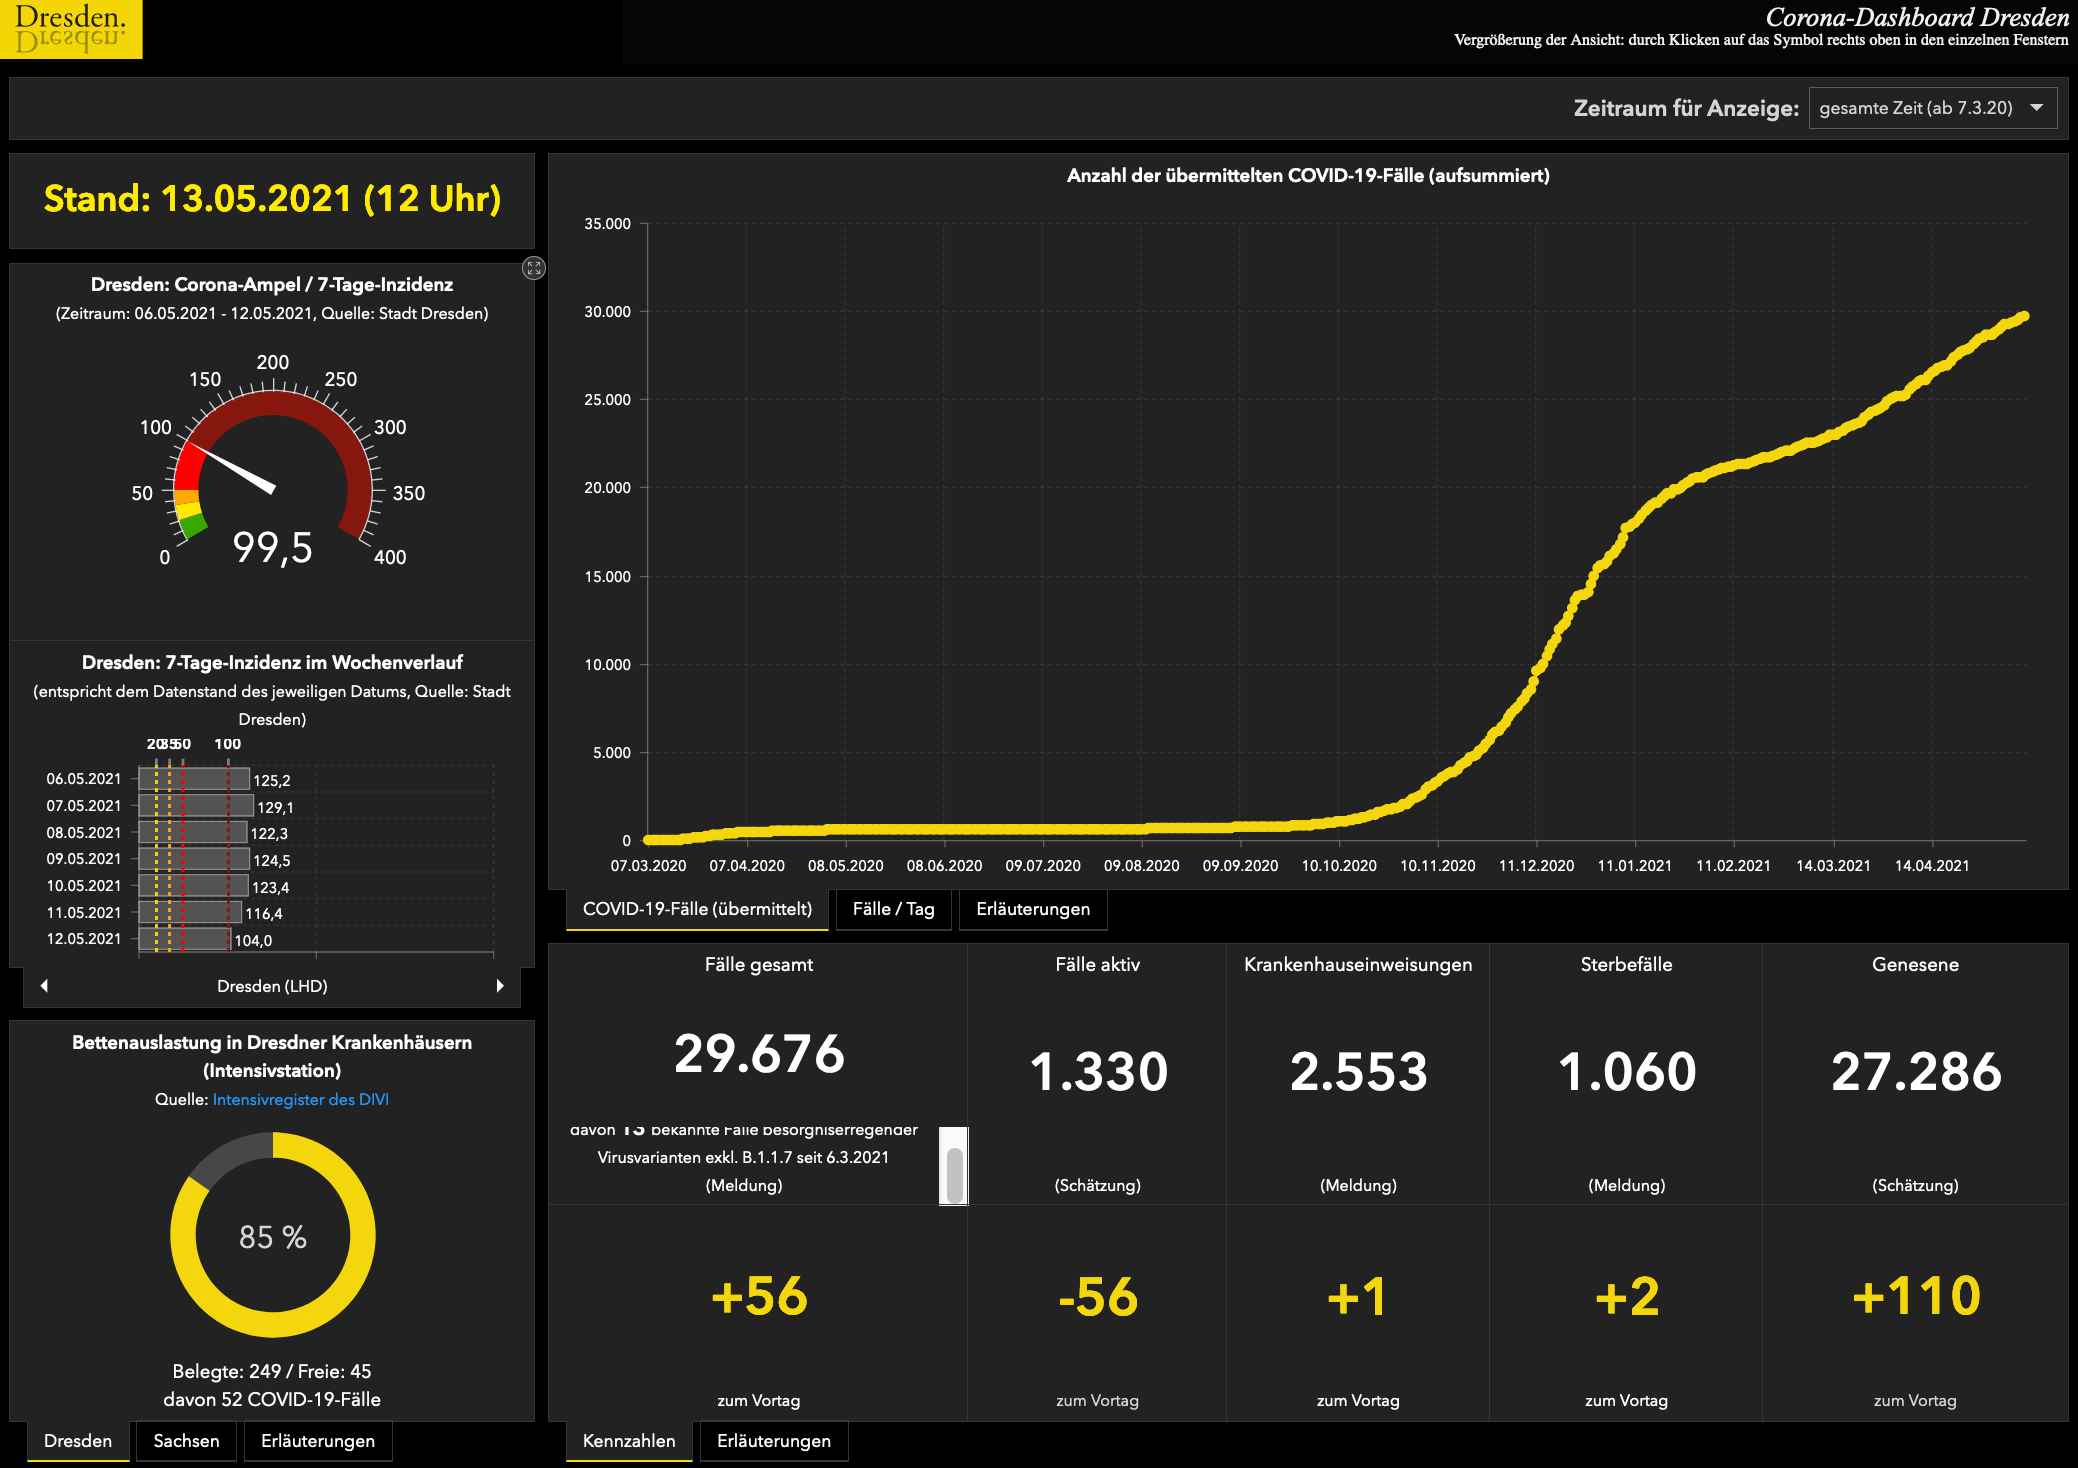 Dresden.
Dresden.
Corona-Dashboard Dresden
Vergrößerung der Ansicht: durch Klicken auf das Symbol rechts oben in den einzelnen Fenstern
Zeitraum für Anzeige:
gesamte Zeit (ab 7.3.20)
Stand: 13.05.2021 (12 Uhr)
Dresden: Corona-Ampel / 7-Tage-Inzidenz
(Zeitraum: 06.05.2021 - 12.05.2021, Quelle: Stadt Dresden)
0
50
100
150
200
250
300
350
400
99,5
Dresden: 7-Tage-Inzidenz im Wochenverlauf
(entspricht dem Datenstand des jeweiligen Datums, Quelle: Stadt
Dresden)
20 35 50 100
06.05.2021 125,2
07.05.2021 129,1
08.05.2021 122,3
09.05.2021 124,5
10.05.2021 123,4
11.05.2021 116,4
12.05.2021 104,0
Dresden (LHD)
Bettenauslastung in Dresdner Krankenhäusern
(Intensivstation)
Quelle: Intensivregister des DIVI
85 %
Belegte: 249 / Freie: 45
davon 52 COVID-19-Fälle
Dresden
Sachsen
Erläuterungen
Anzahl der übermittelten COVID-19-Fälle (aufsummiert)
35.000
30.000
25.000
20.000
15.000
10.000
5.000
0
07.03.2020 07.04.2020 08.05.2020 08.06.2020 09.07.2020 09.08.2020 09.09.2020 10.10.2020 10.11.2020 11.12.2020 11.01.2021 11.02.2021 14.03.2021 14.04.2021
COVID-19-Fälle (übermittelt)
Fälle / Tag
Erläuterungen
Fälle gesamt
29.676
davon 13 bekannte Fälle besorgniserregender
Virusvarianten exkl. B.1.1.7 seit 6.3.2021
(Meldung)
+56
zum Vortag
Fälle aktiv
1.330
(Schätzung)
-56
zum Vortag
Krankenhauseinweisungen
2.553
(Meldung)
+1
zum Vortag
Sterbefälle
1.060
(Meldung)
+2
zum Vortag
Genesene
27.286
(Schätzung)
+110
zum Vortag
Kennzahlen
Erläuterungen